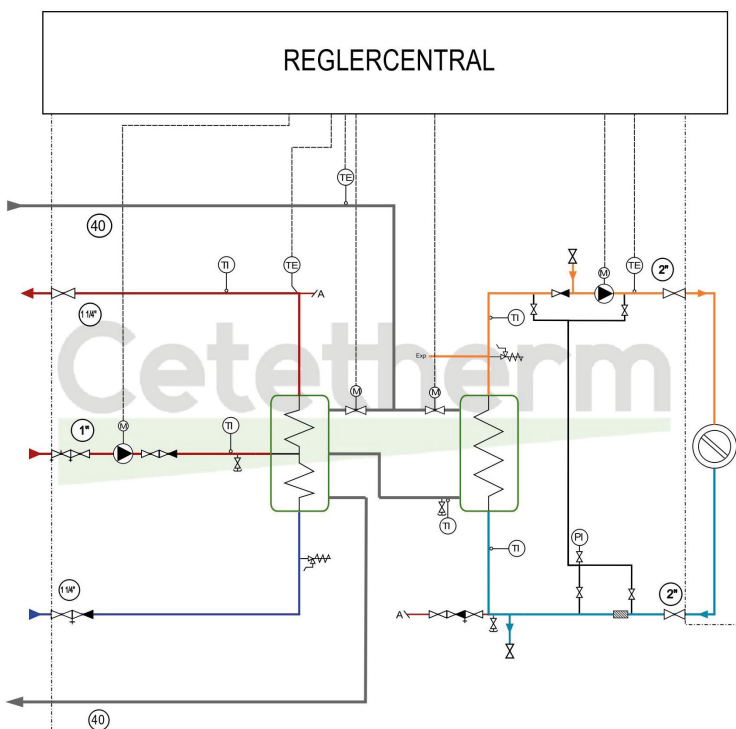 REGLERCENTRAL
TE
40
TI
TE
A
M
TE
2"
1 1/4"
TI
Exp
Cetetherm
M
M
M
1"
TI
TI
PI
TI
1 1/4"
2"
A
40